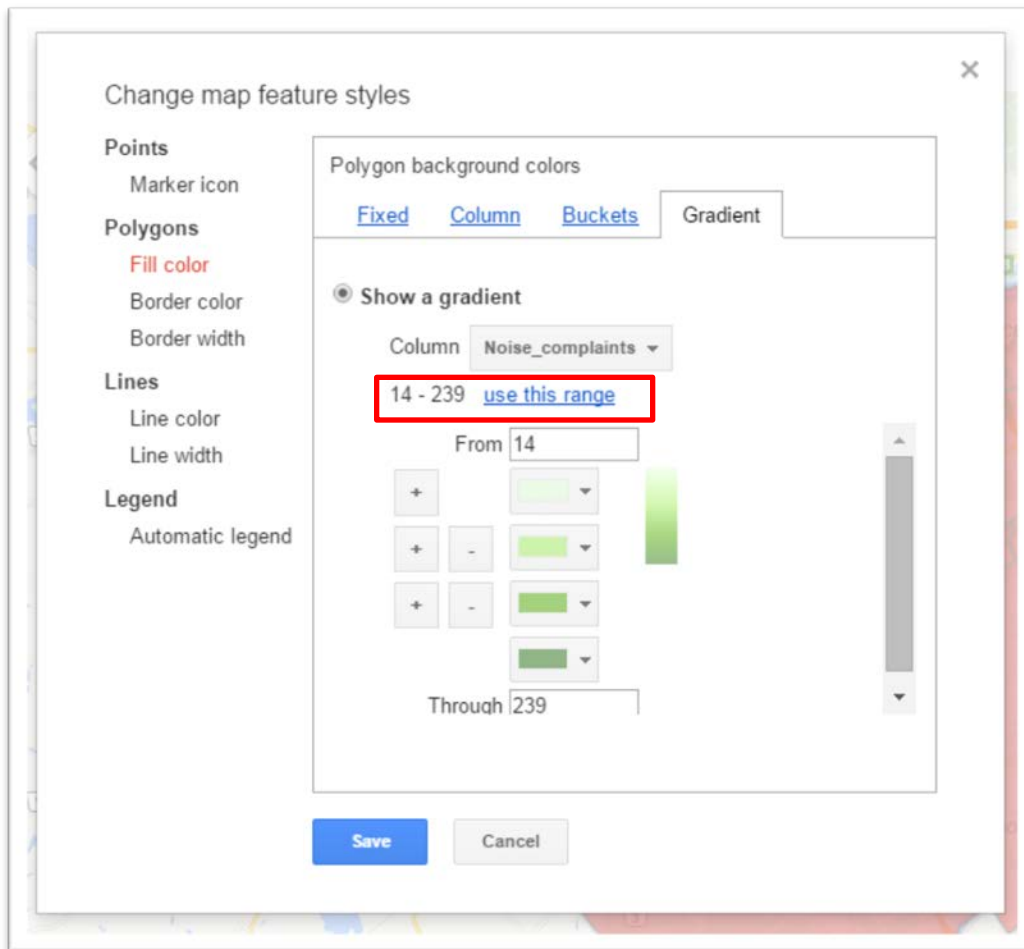 Change map feature styles
Points
Marker icon
Polygons
Fill color
Border color
Border width
Lines
Line color
Line width
Legend
Automatic legend
Polygon background colors
Fixed Column Buckets Gradient
Show a gradient
Column Noise_complaints
14 - 239 use this range
From 14
+
+ -
+ -
Through 239
Save Cancel